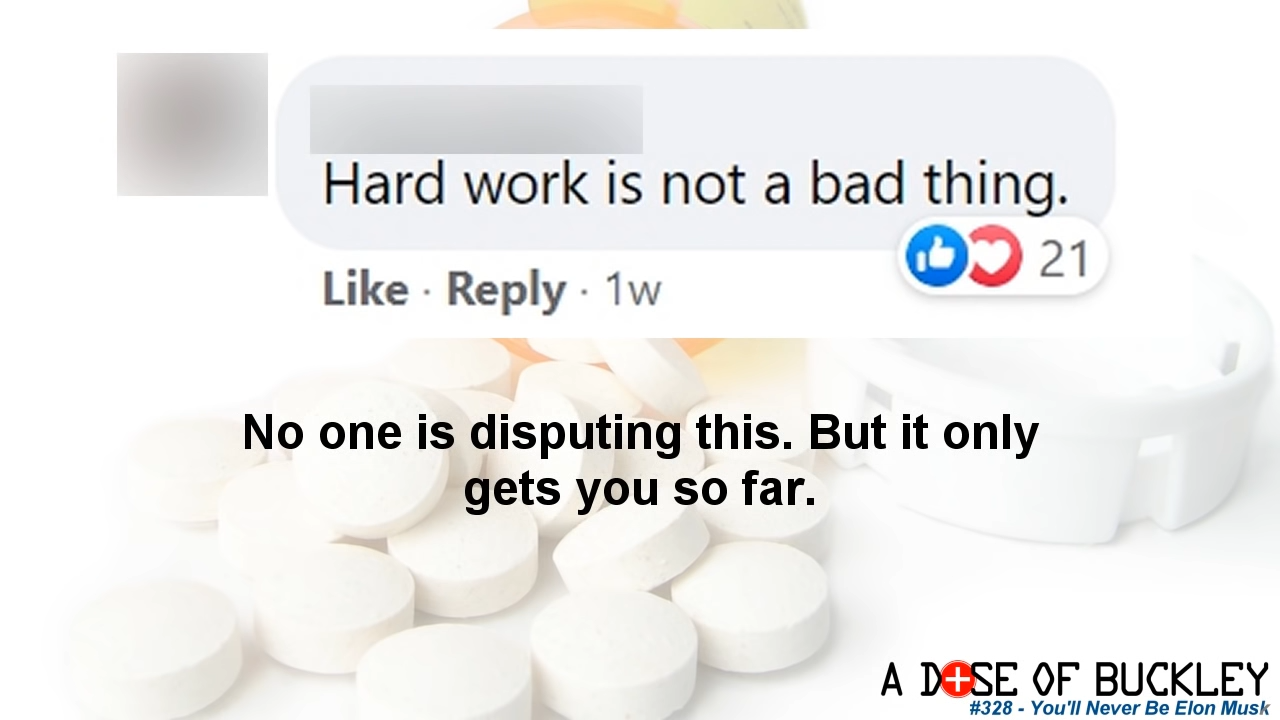 Hard work is not a bad thing.
21
Like · Reply · 1w
No one is disputing this. But it only
gets you so far.
A DOSE OF BUCKLEY
#328 - You'll Never Be Elon Musk